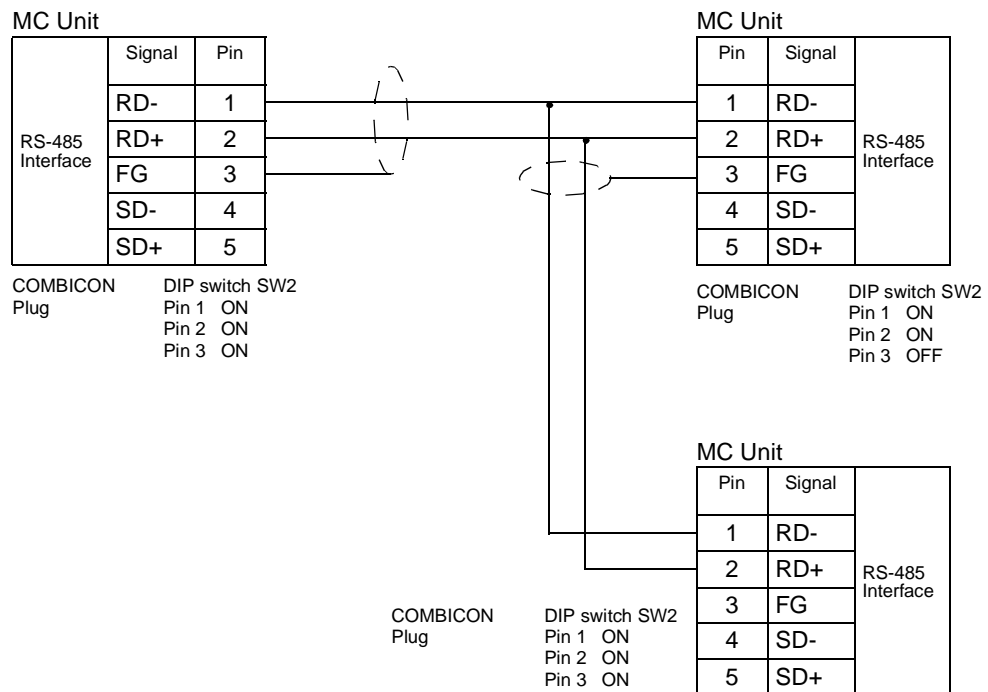 MC Unit
Signal Pin
RD- 1
RD+ 2
FG 3
SD- 4
SD+ 5
RS-485
Interface
COMBICON
Plug
DIP switch SW2
Pin 1 ON
Pin 2 ON
Pin 3 ON
MC Unit
Pin Signal
1 RD-
2 RD+
3 FG
4 SD-
5 SD+
RS-485
Interface
COMBICON
Plug
DIP switch SW2
Pin 1 ON
Pin 2 ON
Pin 3 OFF
MC Unit
Pin Signal
1 RD-
2 RD+
3 FG
4 SD-
5 SD+
RS-485
Interface
COMBICON
Plug
DIP switch SW2
Pin 1 ON
Pin 2 ON
Pin 3 ON